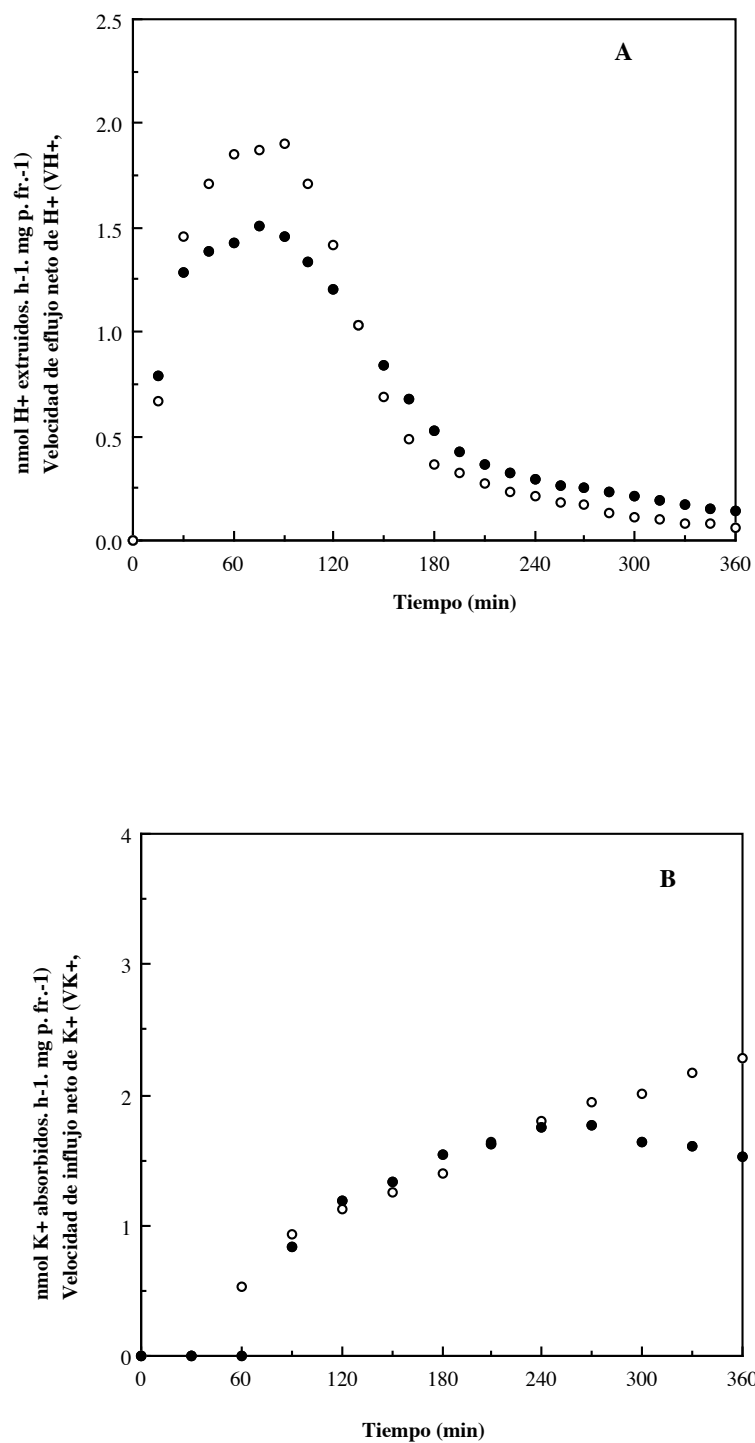 A
2.5
2.0
1.5
1.0
0.5
0.0
nmol H+ extruidos. h-1. mg p. fr.-1)
Velocidad de eflujo neto de H+ (VH+,
0 60 120 180 240 300 360
Tiempo (min)
B
4
3
2
1
0
nmol K+ absorbidos. h-1. mg p. fr.-1)
Velocidad de influjo neto de K+ (VK+,
0 60 120 180 240 300 360
Tiempo (min)